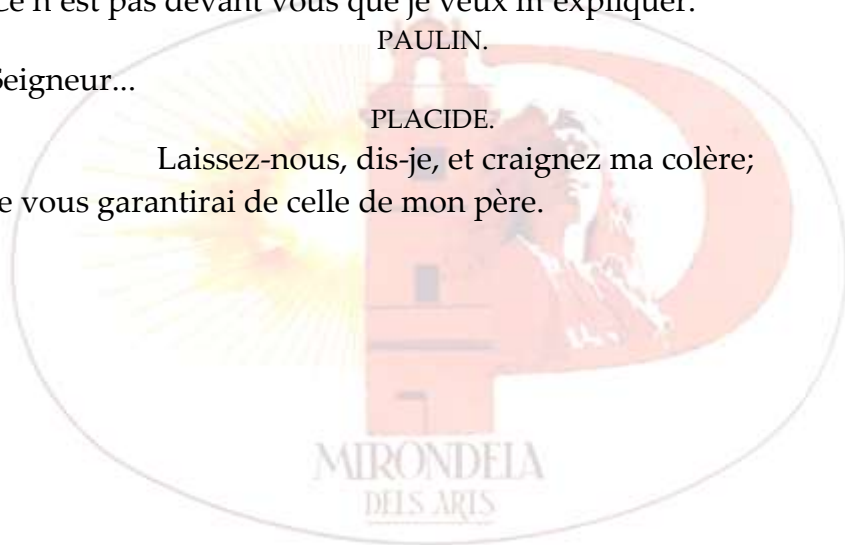 Ce n'est pas devant vous que je veux m'expliquer.
PAULIN.
Seigneur...
PLACIDE.
Laissez-nous, dis-je, et craignez ma colère;
e vous garantirai de celle de mon père.
MIRONDELA
DELS ARTS